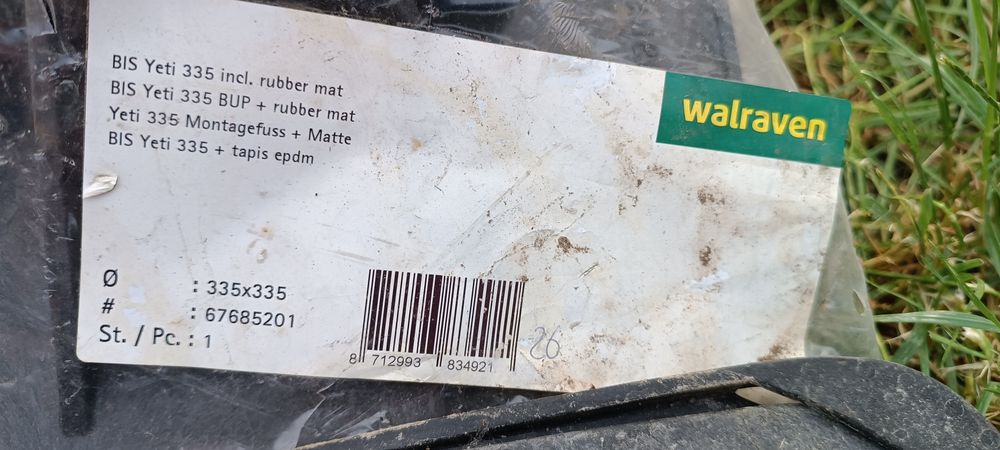 BIS Yeti 335 incl. rubber mat
BIS Yeti 335 BUP + rubber mat
Yeti 335 Montagefuss + Matte
BIS Yeti 335 + tapis epdm
walraven
Ø : 335x335
# : 67685201
St. / Pc. : 1
8 712993 834921
26